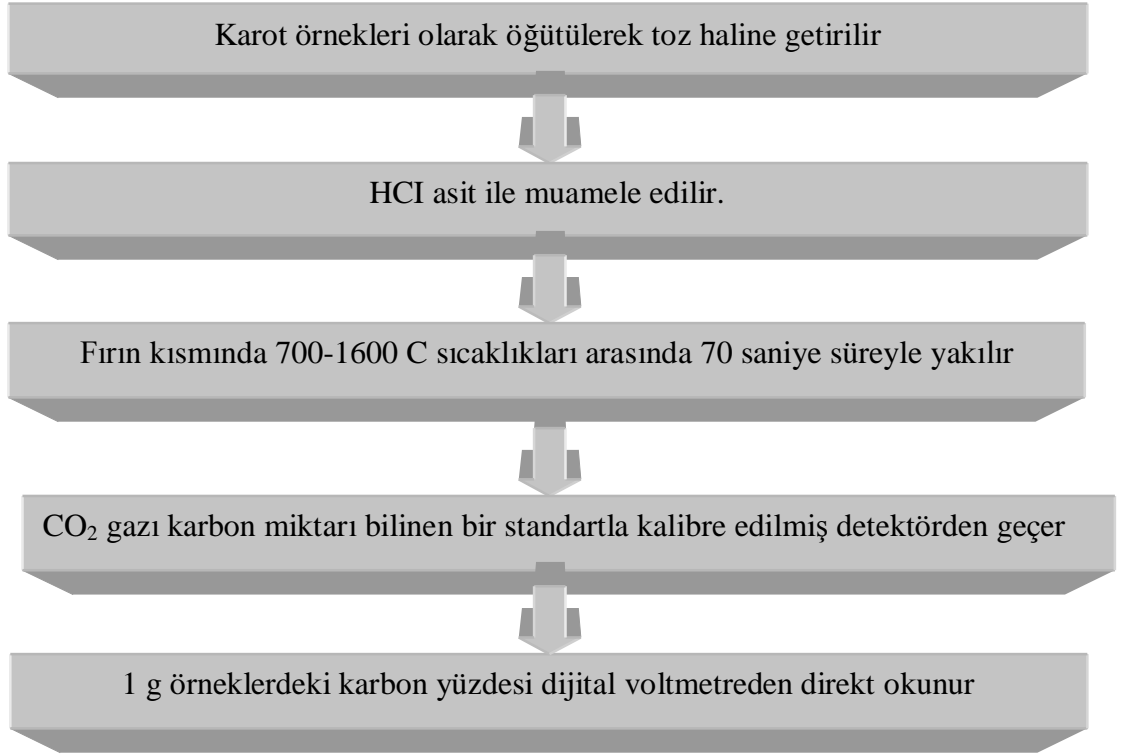 Karot örnekleri olarak öğütülerek toz haline getirilir
HCI asit ile muamele edilir.
Fırın kısmında 700-1600 C sıcaklıkları arasında 70 saniye süreyle yakılır
CO₂ gazı karbon miktarı bilinen bir standartla kalibre edilmiş detektörden geçer
1 g örneklerdeki karbon yüzdesi dijital voltmetreden direkt okunur